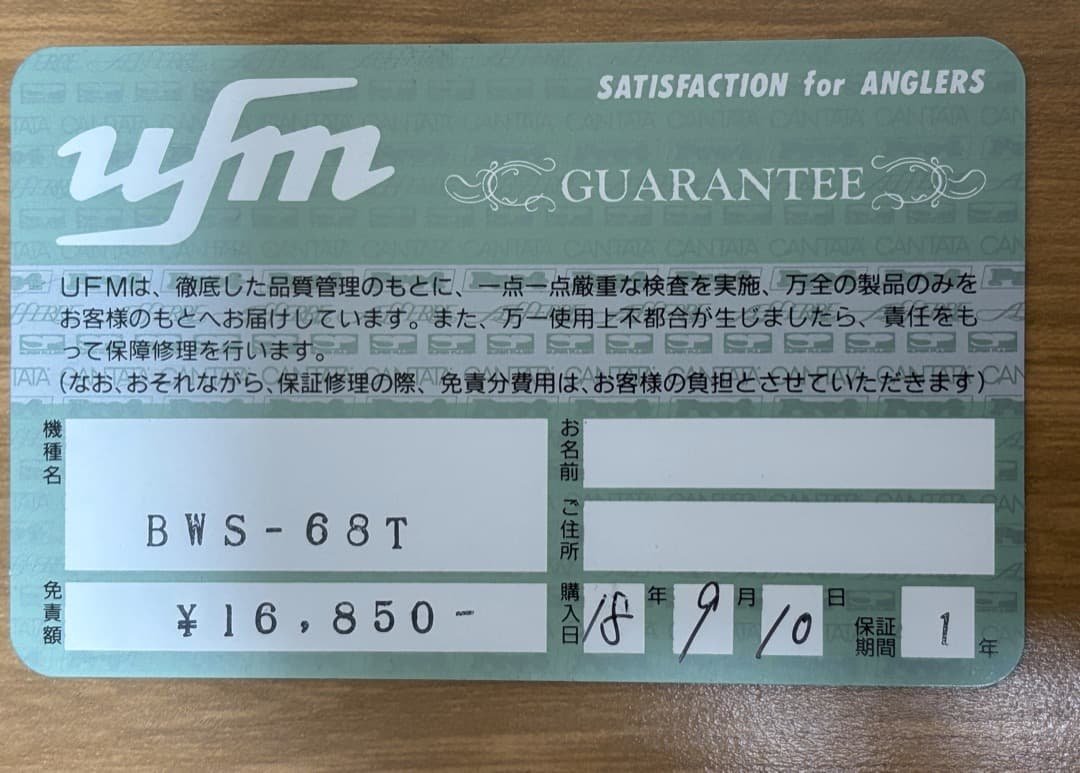 ufm
SATISFACTION for ANGLERS
GUARANTEE
UFMは、徹底した品質管理のもとに、一点一点厳重な検査を実施、万全の製品のみを
お客様のもとへお届けしています。また、万一使用上不都合が生じましたら、責任をも
って保障修理を行います。
(なお、おそれながら、保証修理の際、免責分費用は、お客様の負担とさせていただきます)
機種名
BWS-68T
免責額
¥16,850-
お名前
ご住所
購入日
18年9月10日
保証期間
1年
CANTATA